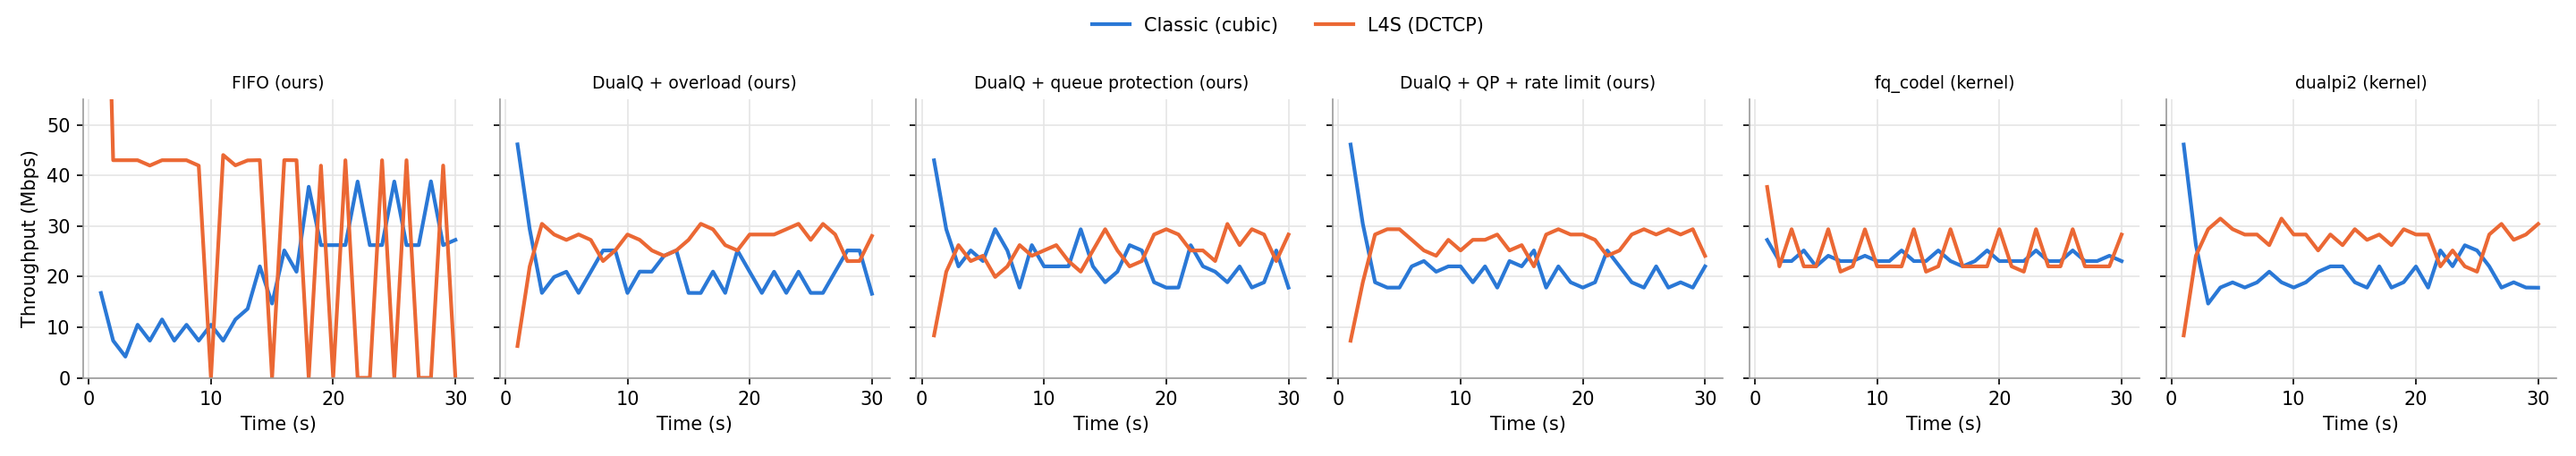 Classic (cubic) L4S (DCTCP)
FIFO (ours) DualQ + overload (ours) DualQ + queue protection (ours) DualQ + QP + rate limit (ours) fq_codel (kernel) dualpi2 (kernel)
Throughput (Mbps)
50
40
30
20
10
0
0 10 20 30 0 10 20 30 0 10 20 30 0 10 20 30 0 10 20 30 0 10 20 30
Time (s) Time (s) Time (s) Time (s) Time (s) Time (s)